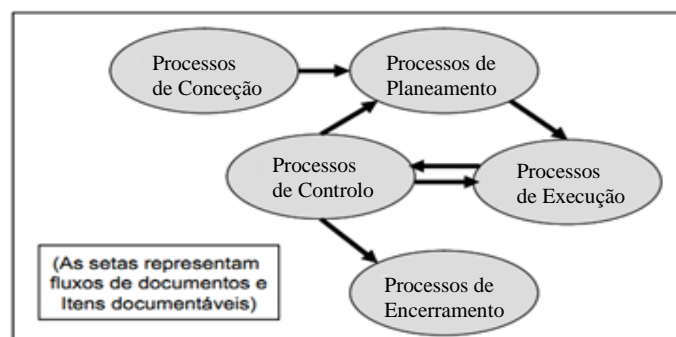 Processos
de Conceção
Processos de
Planeamento
Processos
de Controlo
Processos
de Execução
(As setas representam
fluxos de documentos e
Itens documentáveis)
Processos de
Encerramento